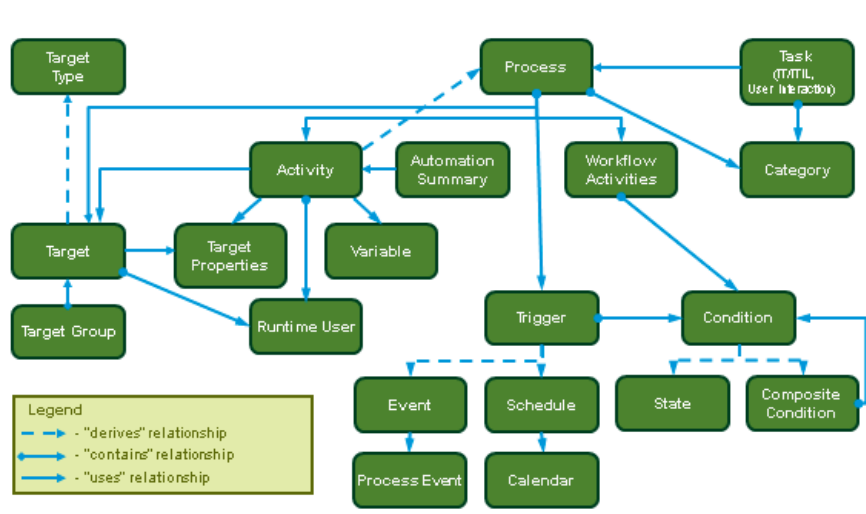 Target
Type
Process
Task
(IT/ITIL,
User Interaction)
Activity
Automation
Summary
Workflow
Activities
Category
Target
Target
Properties
Variable
Target Group
Runtime User
Trigger
Condition
Event
Schedule
State
Composite
Condition
Process Event
Calendar
Legend
- "derives" relationship
- "contains" relationship
- "uses" relationship